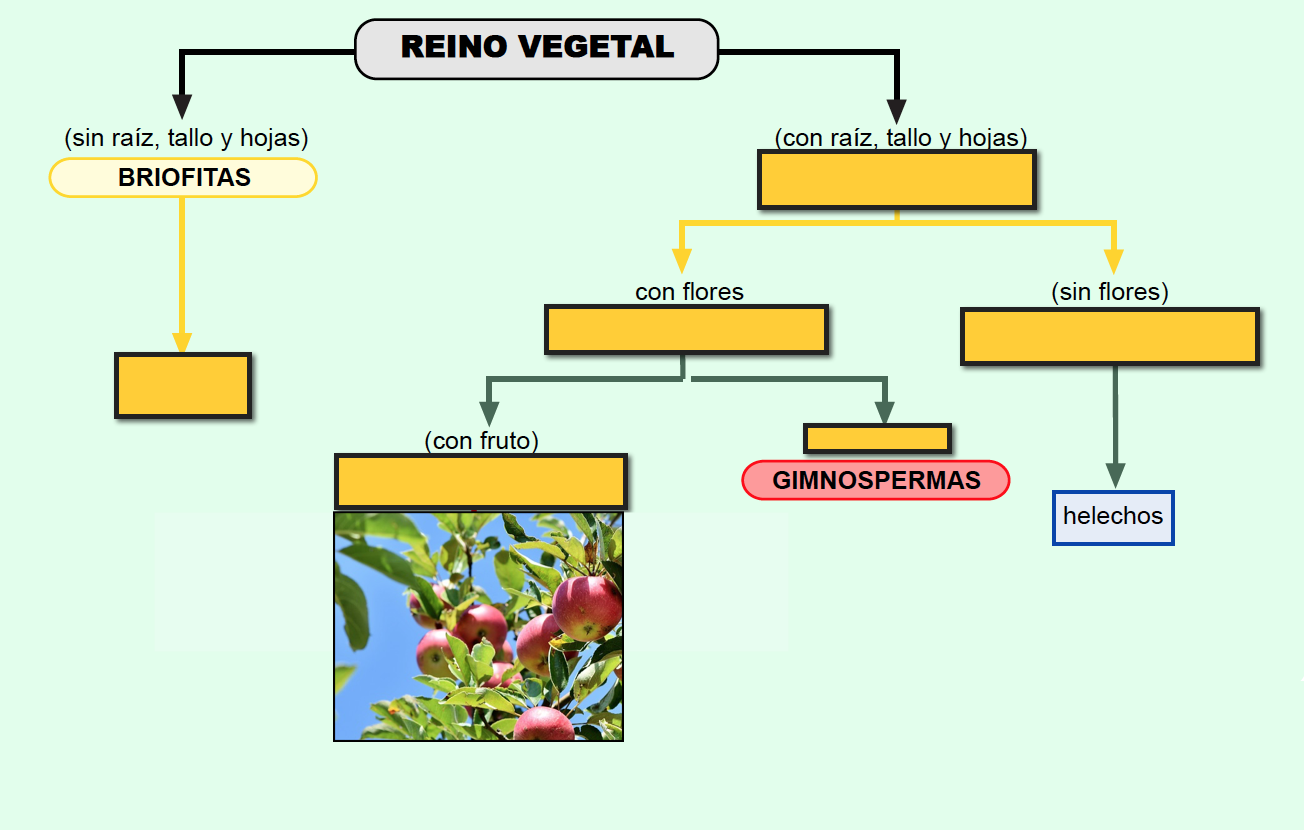 REINO VEGETAL
(sin raíz, tallo y hojas)
BRIOFITAS
(con raíz, tallo y hojas)
con flores
(sin flores)
(con fruto)
GIMNOSPERMAS
helechos